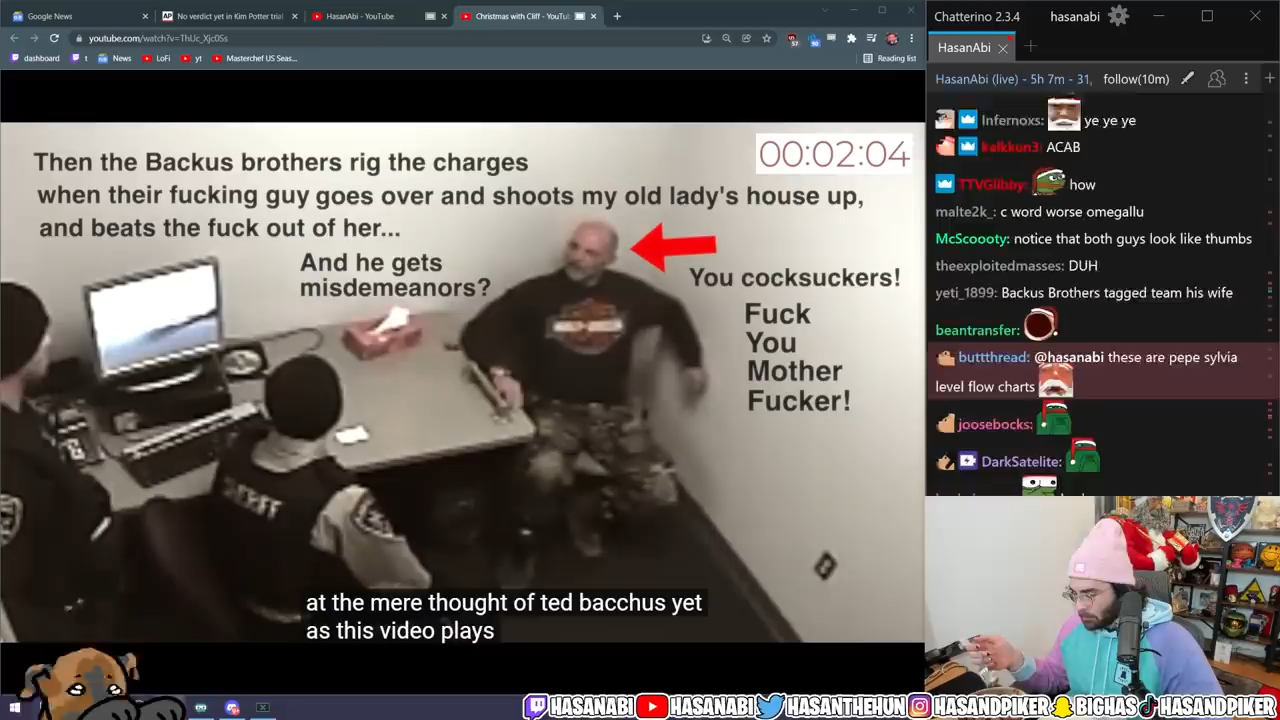 Google News
No verdict yet in Kim Potter trial
HasanAbi - YouTube
Christmas with Cliff - YouTub
youtube.com/watch?v=ThUc_Xjc0Ss
dashboard
t
News
LoFi
yt
Masterchef US Seas...
Reading list
Then the Backus brothers rig the charges
when their fucking guy goes over and shoots my old lady's house up,
and beats the fuck out of her...
00:02:04
And he gets
misdemeanors?
You cocksuckers!
Fuck
You
Mother
Fucker!
at the mere thought of ted bacchus yet
as this video plays
Chatterino 2.3.4
hasanabi
HasanAbi
HasanAbi (live) - 5h 7m - 31,
follow(10m)
Infernoxs: ye ye ye
kelkkun3: ACAB
TTVGlibby: how
malte2k_: c word worse omegallu
McScoooty: notice that both guys look like thumbs
theexploitedmasses: DUH
yeti_1899: Backus Brothers tagged team his wife
beantransfer:
buttthread: @hasanabi these are pepe sylvia
level flow charts
joosebocks:
DarkSatelite:
HASANABI
HASANABI
HASANTHEHUN
HASANDPIKER
BIGHAS
HASANDPIKER